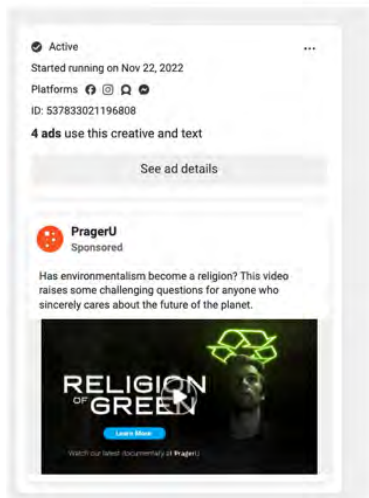 Active
Started running on Nov 22, 2022
Platforms
ID: 537833021196808
4 ads use this creative and text
See ad details
PragerU
Sponsored
Has environmentalism become a religion? This video
raises some challenging questions for anyone who
sincerely cares about the future of the planet.
RELIGION
OF GREEN
Learn More
Watch our latest documentary at PragerU